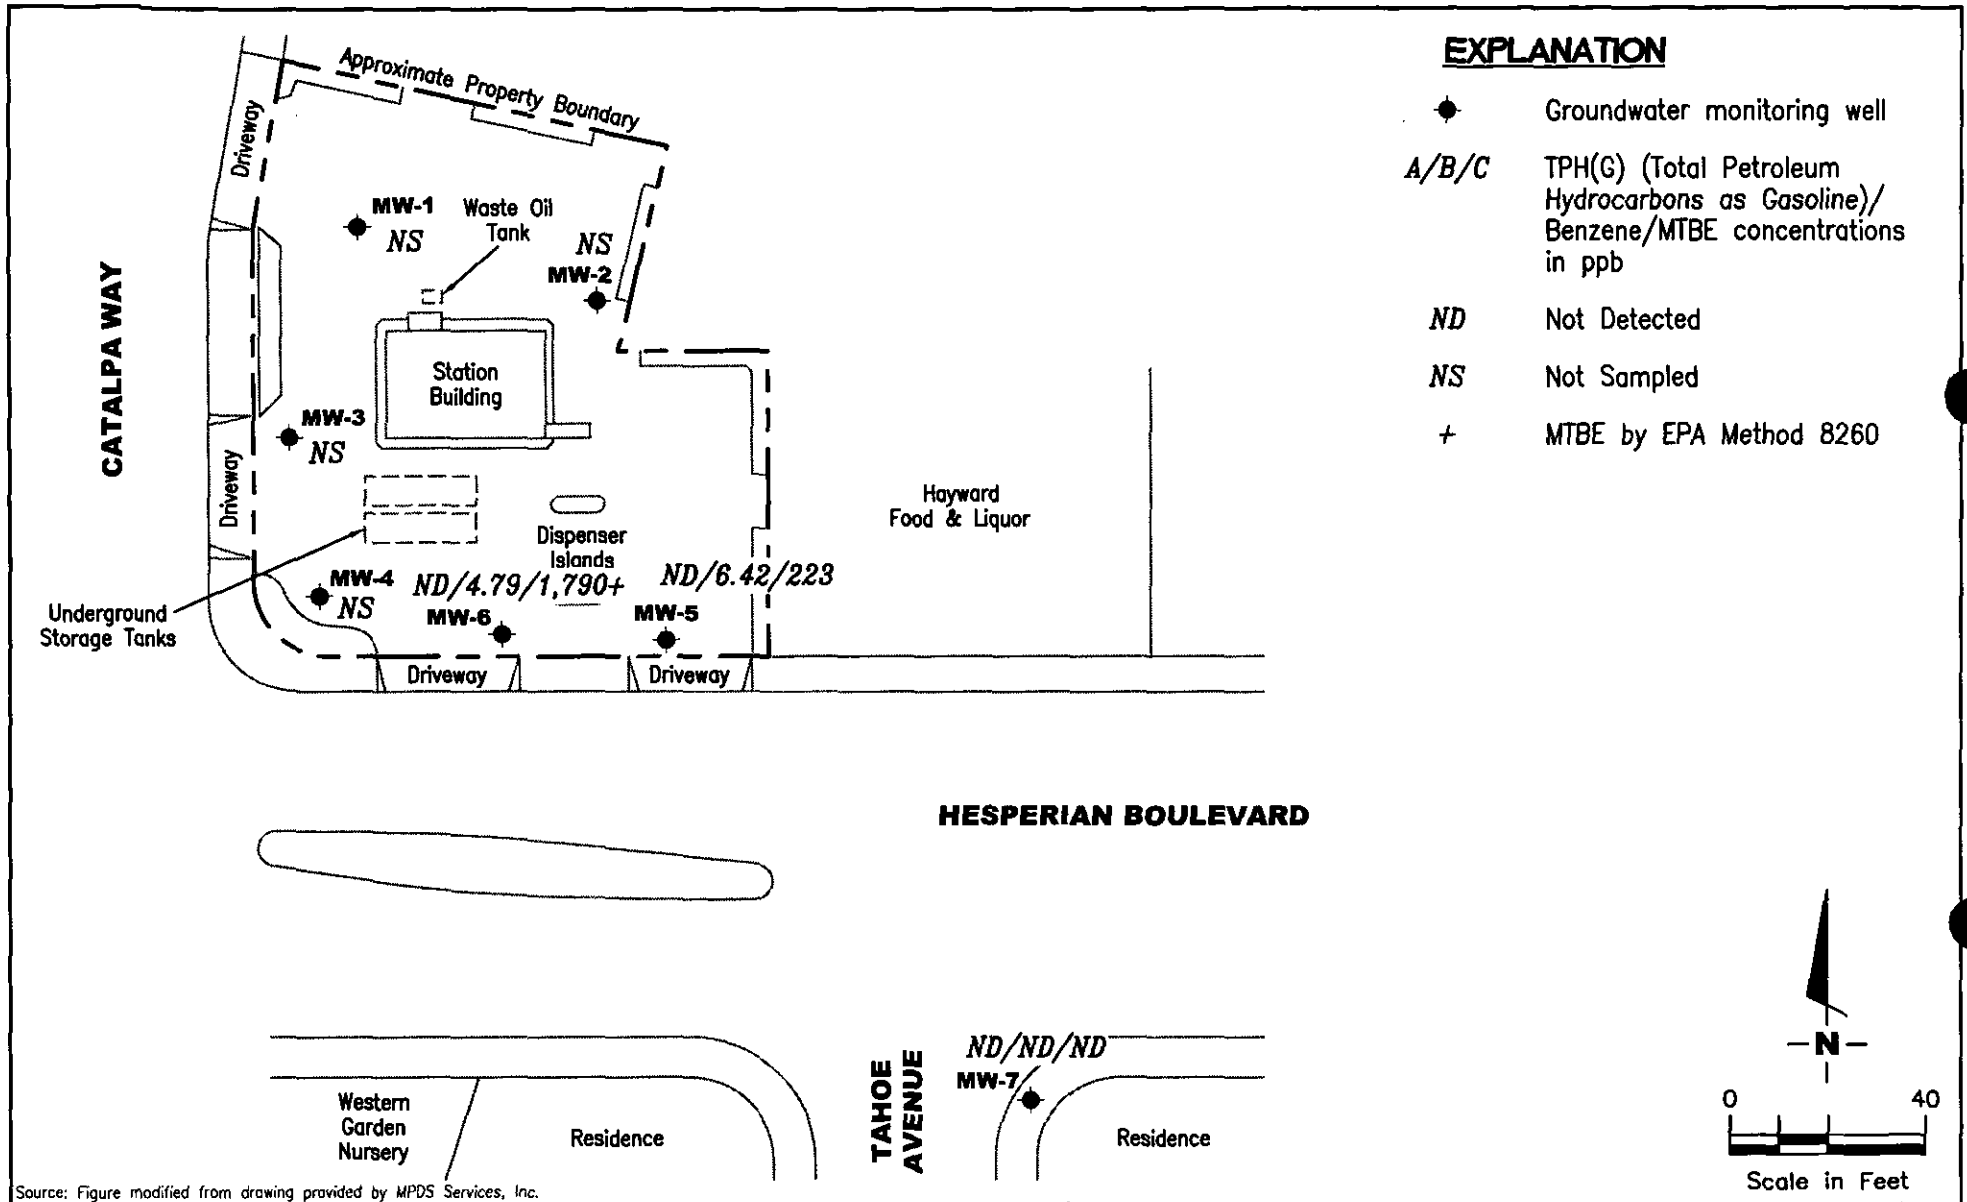 EXPLANATION
Groundwater monitoring well
A/B/C TPH(G) (Total Petroleum
Hydrocarbons as Gasoline)/
Benzene/MTBE concentrations
in ppb
ND Not Detected
NS Not Sampled
+ MTBE by EPA Method 8260
Approximate Property Boundary
Driveway
MW-1
NS
Waste Oil
Tank
NS
MW-2
CATALPA WAY
Station
Building
MW-3
NS
Driveway
Hayward
Food & Liquor
Dispenser
Islands
MW-4
NS
ND/4.79/1,790+
MW-6
ND/6.42/223
MW-5
Underground
Storage Tanks
Driveway
Driveway
HESPERIAN BOULEVARD
ND/ND/ND
MW-7
TAHOE
AVENUE
Western
Garden
Nursery
Residence
Residence
N
0 40
Scale in Feet
Source: Figure modified from drawing provided by MPDS Services, Inc.